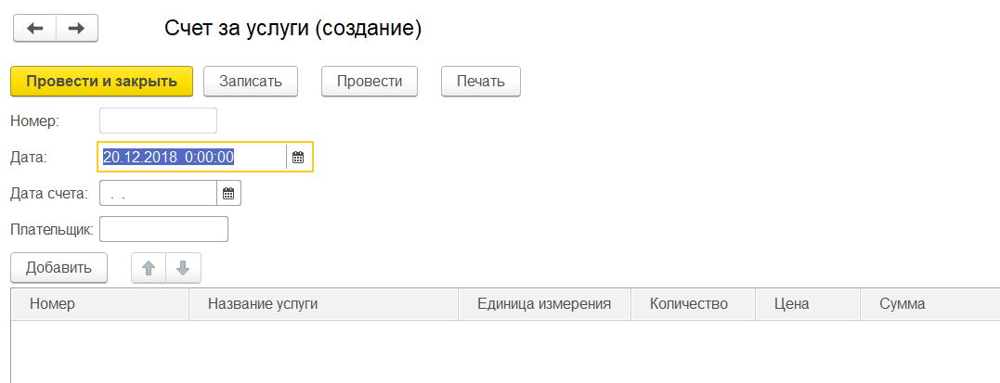 Счет за услуги (создание)
Провести и закрыть Записать Провести Печать
Номер:
Дата: 20.12.2018 0:00:00
Дата счета: . .
Плательщик:
Добавить
Номер Название услуги Единица измерения Количество Цена Сумма